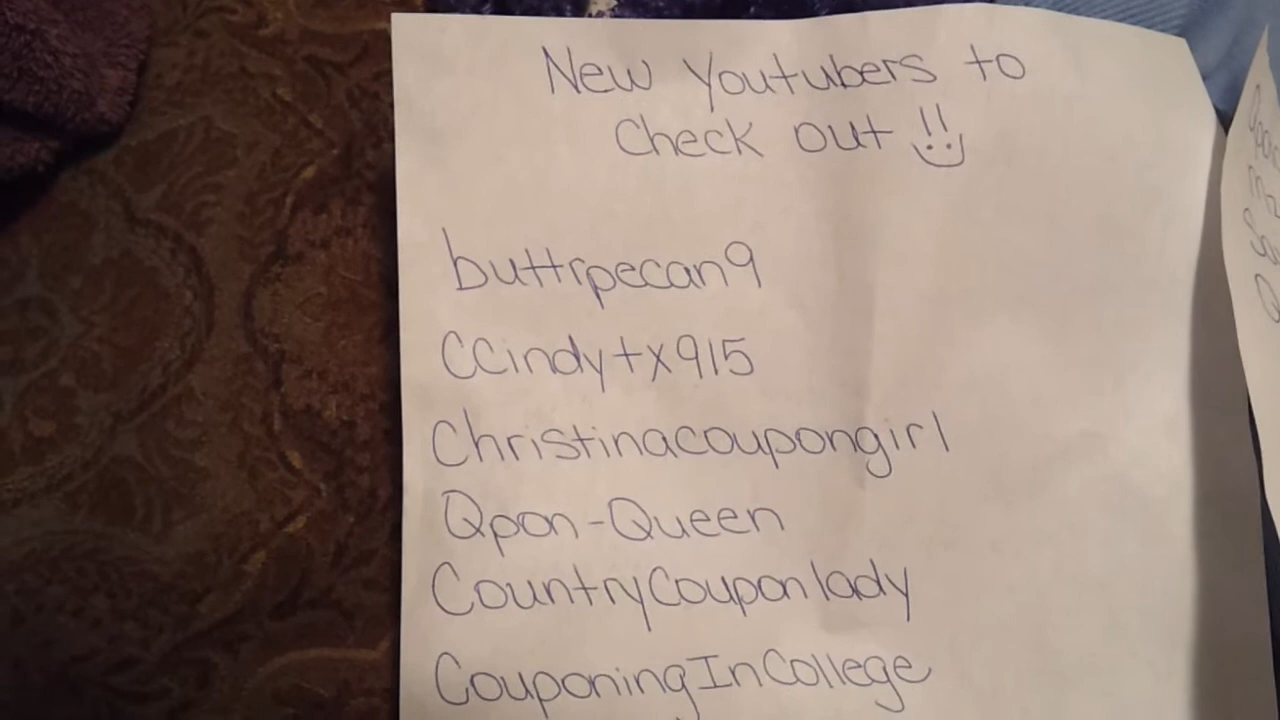 New Youtubers to
Check out !!
buttrpecan9
CCindytx915
Christinacoupongirl
Qpon-Queen
CountryCouponlady
CouponingInCollege